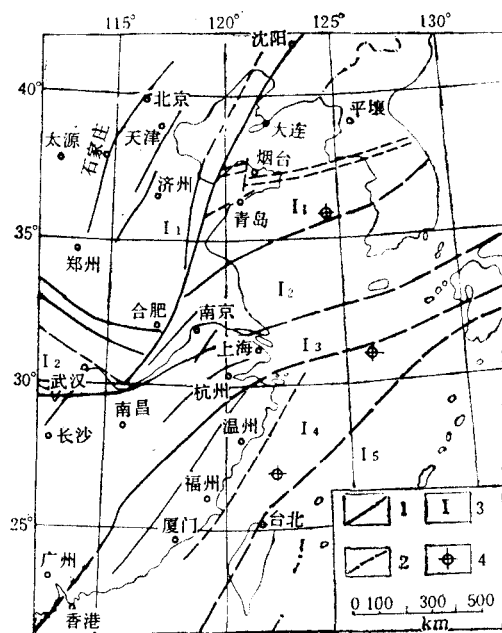 115° 120° 125° 130°
沈阳
40°
北京
平壤
太原
石家庄
天津
大连
济州
烟台
I₁
青岛
I₁
35°
郑州
I₂
合肥
南京
I₂
上海
I₃
武汉
30°
杭州
南昌
长沙
温州
I₄
I₅
福州
厦门
台北
25°
广州
香港
1
I 3
2
4
0 100 300 500
km